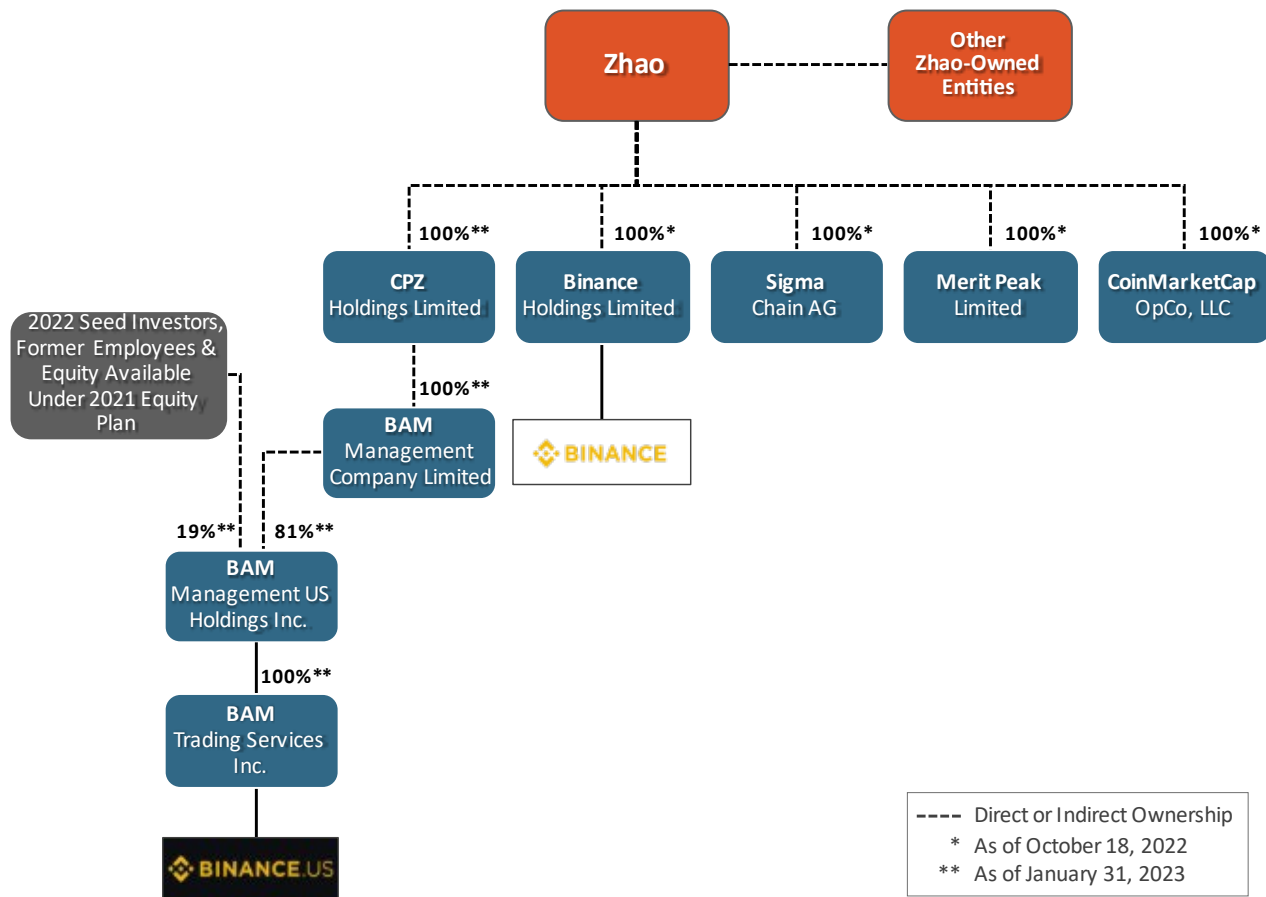 Zhao
Other
Zhao-Owned
Entities
100%**
100%*
100%*
100%*
100%*
CPZ
Holdings Limited
Binance
Holdings Limited
Sigma
Chain AG
Merit Peak
Limited
CoinMarketCap
OpCo, LLC
2022 Seed Investors,
Former Employees &
Equity Available
Under 2021 Equity
Plan
100%**
BAM
Management
Company Limited
BINANCE
19%**
81%**
BAM
Management US
Holdings Inc.
100%**
BAM
Trading Services
Inc.
BINANCE.US
---- Direct or Indirect Ownership
* As of October 18, 2022
** As of January 31, 2023